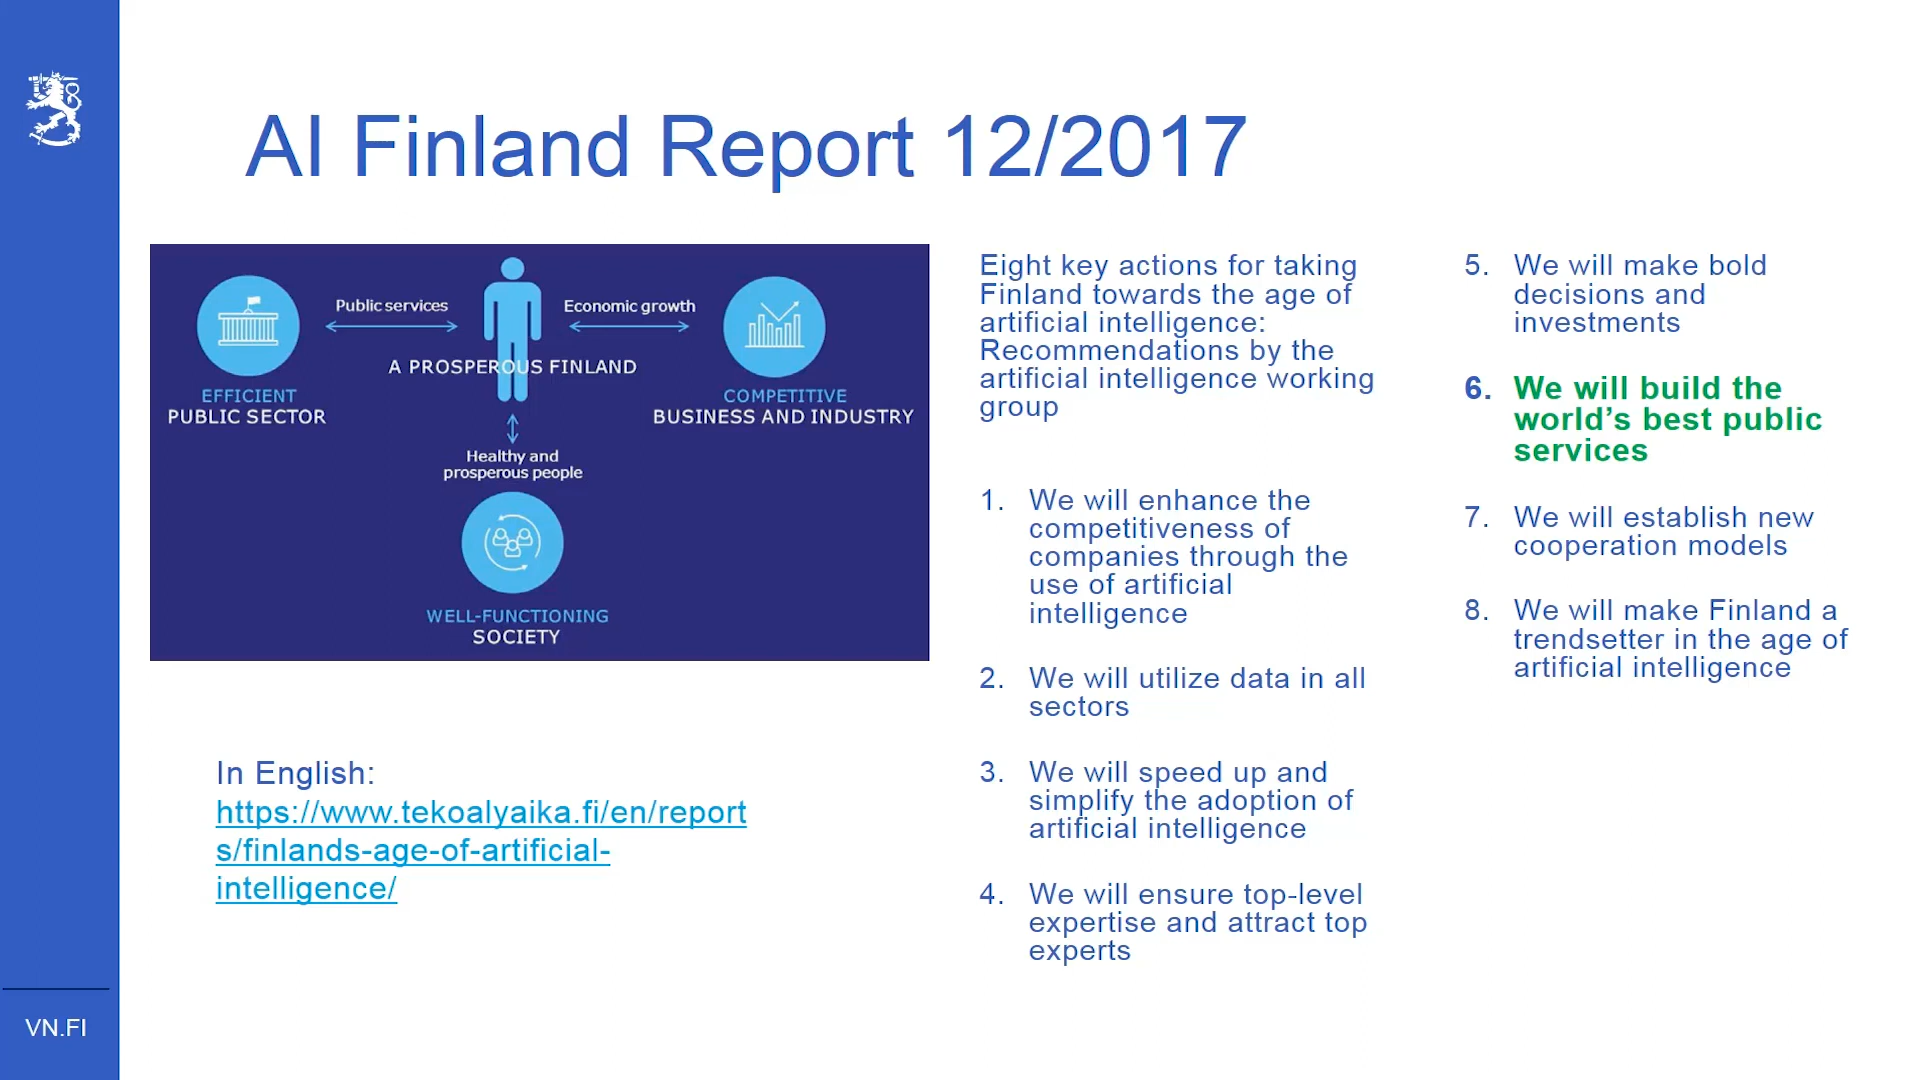 AI Finland Report 12/2017
Public services
Economic growth
A PROSPEROUS FINLAND
EFFICIENT
PUBLIC SECTOR
COMPETITIVE
BUSINESS AND INDUSTRY
Healthy and
prosperous people
WELL-FUNCTIONING
SOCIETY
In English:
https://www.tekoalyaika.fi/en/report
s/finlands-age-of-artificial-
intelligence/
Eight key actions for taking
Finland towards the age of
artificial intelligence:
Recommendations by the
artificial intelligence working
group
1. We will enhance the
competitiveness of
companies through the
use of artificial
intelligence
2. We will utilize data in all
sectors
3. We will speed up and
simplify the adoption of
artificial intelligence
4. We will ensure top-level
expertise and attract top
experts
5. We will make bold
decisions and
investments
6. We will build the
world’s best public
services
7. We will establish new
cooperation models
8. We will make Finland a
trendsetter in the age of
artificial intelligence
VN.FI